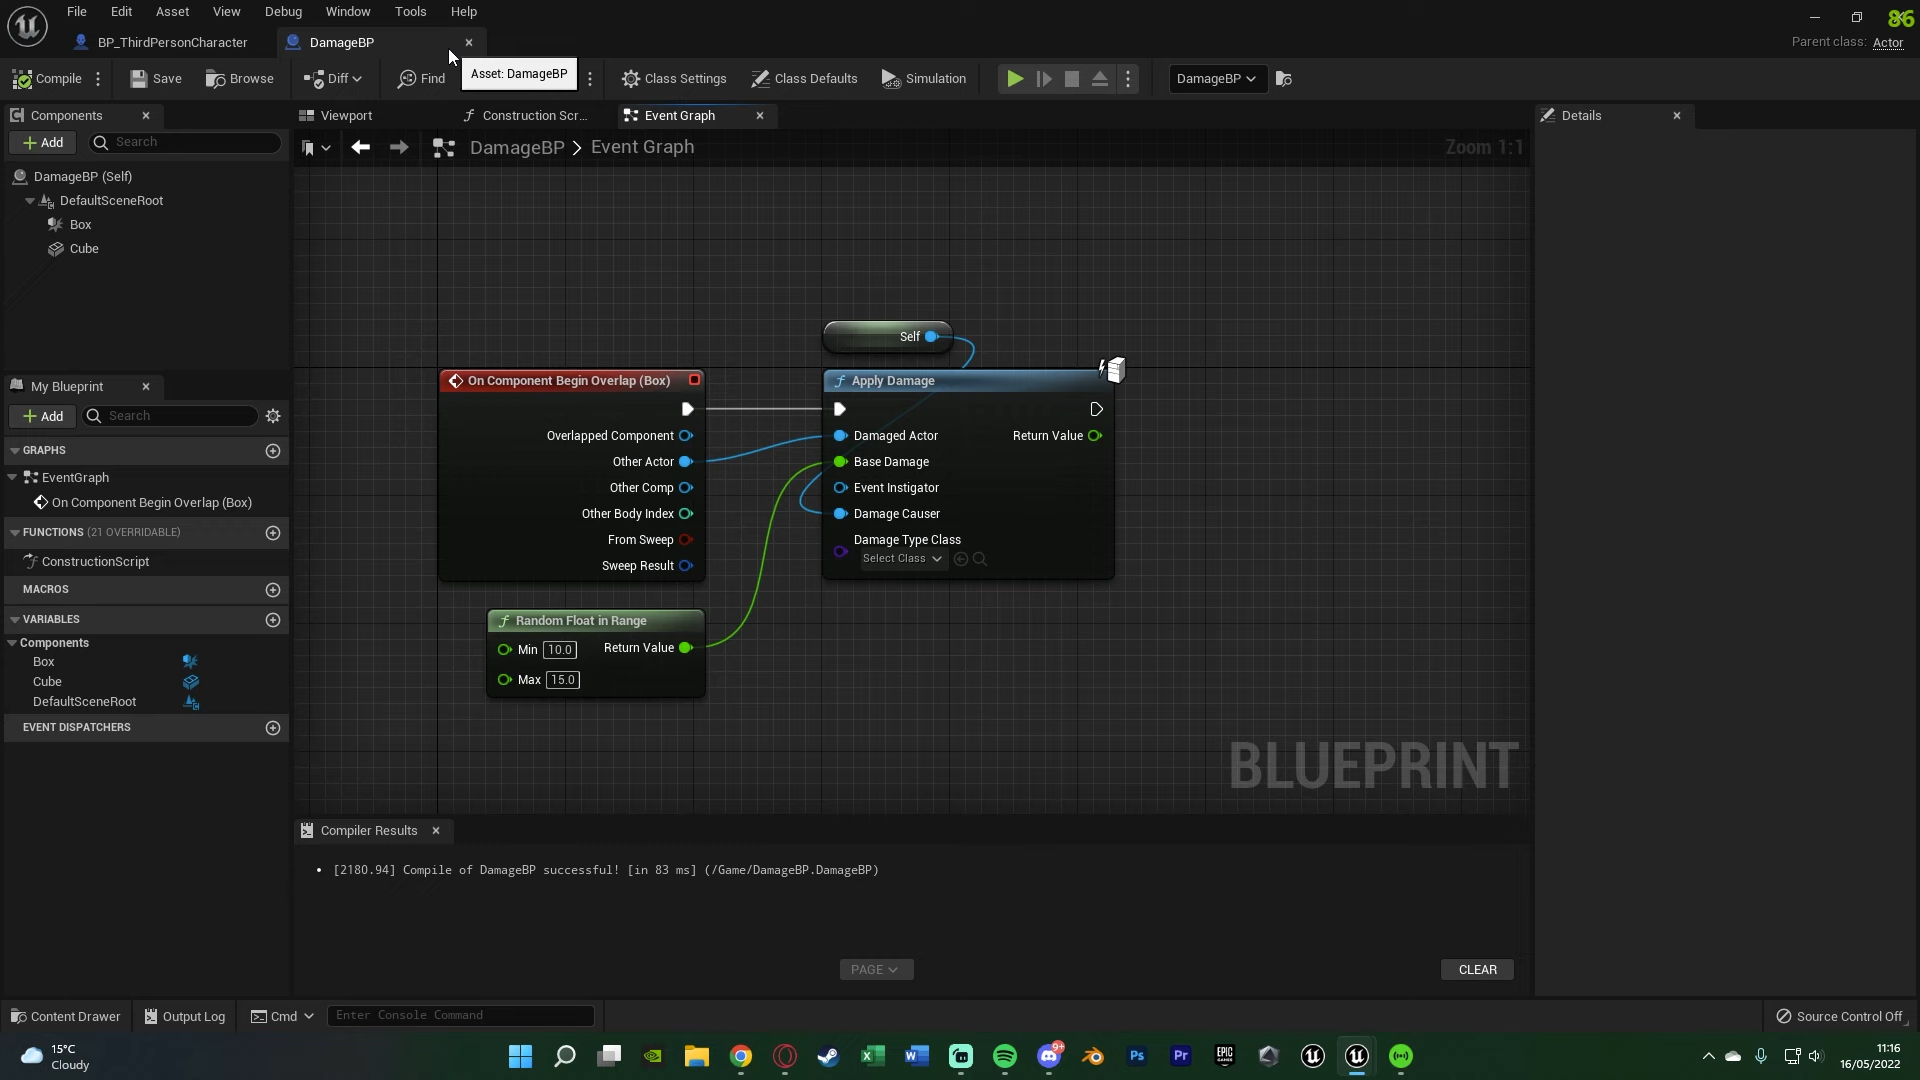 File Edit Asset View Debug Window Tools Help
86
BP_ThirdPersonCharacter DamageBP
Parent class: Actor
Compile Save Browse Diff Find Class Settings Class Defaults Simulation DamageBP
Asset: DamageBP
Components
Viewport Construction Scr... Event Graph
Details
Add Search
DamageBP > Event Graph
Zoom 1:1
DamageBP (Self)
DefaultSceneRoot
Box
Cube
My Blueprint
Add Search
GRAPHS
EventGraph
On Component Begin Overlap (Box)
FUNCTIONS (21 OVERRIDABLE)
ConstructionScript
MACROS
VARIABLES
Components
Box
Cube
DefaultSceneRoot
EVENT DISPATCHERS
Self
On Component Begin Overlap (Box)
Overlapped Component
Other Actor
Other Comp
Other Body Index
From Sweep
Sweep Result
Apply Damage
Damaged Actor Return Value
Base Damage
Event Instigator
Damage Causer
Damage Type Class
Select Class
Random Float in Range
Min 10.0 Return Value
Max 15.0
BLUEPRINT
Compiler Results
[2180.94] Compile of DamageBP successful! [in 83 ms] (/Game/DamageBP.DamageBP)
PAGE
CLEAR
Content Drawer Output Log Cmd Enter Console Command
Source Control Off
15°C
Cloudy
9+
Ps
Pr
11:16
16/05/2022